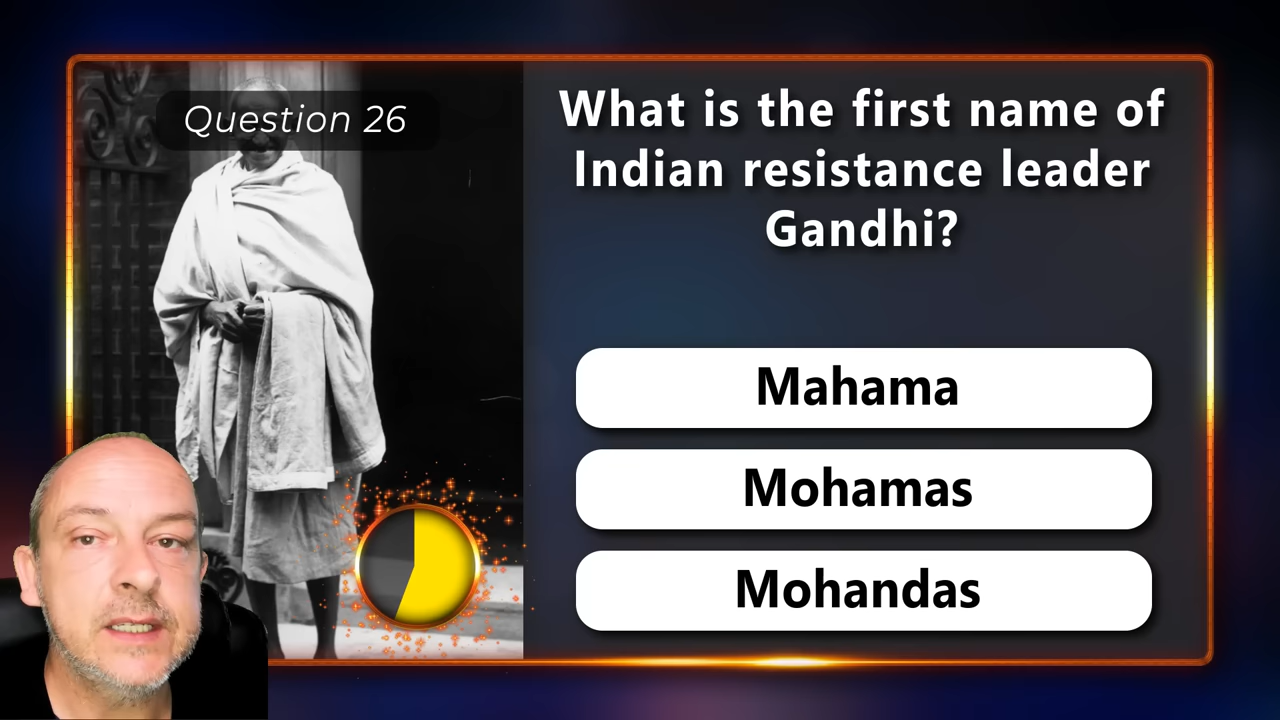 Question 26
What is the first name of
Indian resistance leader
Gandhi?
Mahama
Mohamas
Mohandas